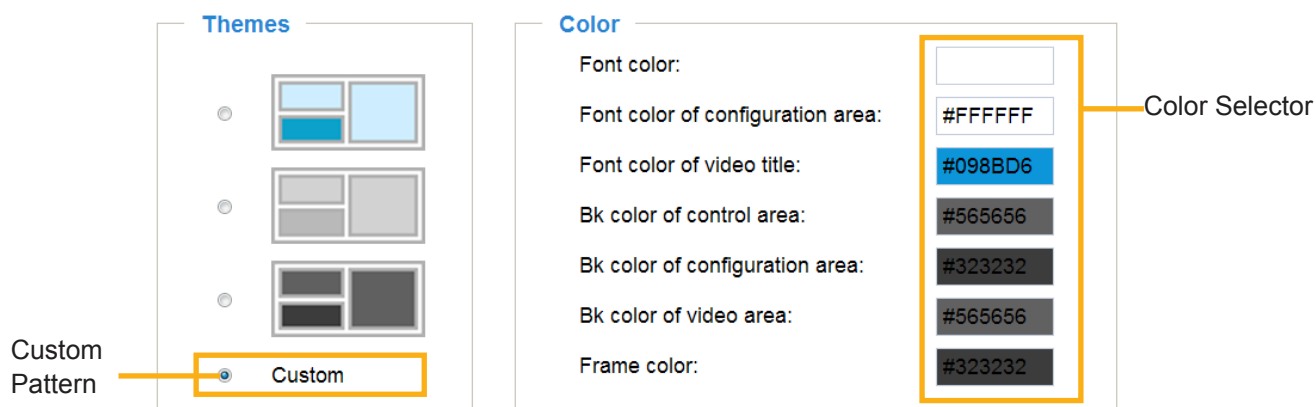 Themes
Custom
Custom
Pattern
Color
Font color:
Font color of configuration area: #FFFFFF
Font color of video title: #098BD6
Bk color of control area: #565656
Bk color of configuration area: #323232
Bk color of video area: #565656
Frame color: #323232
Color Selector